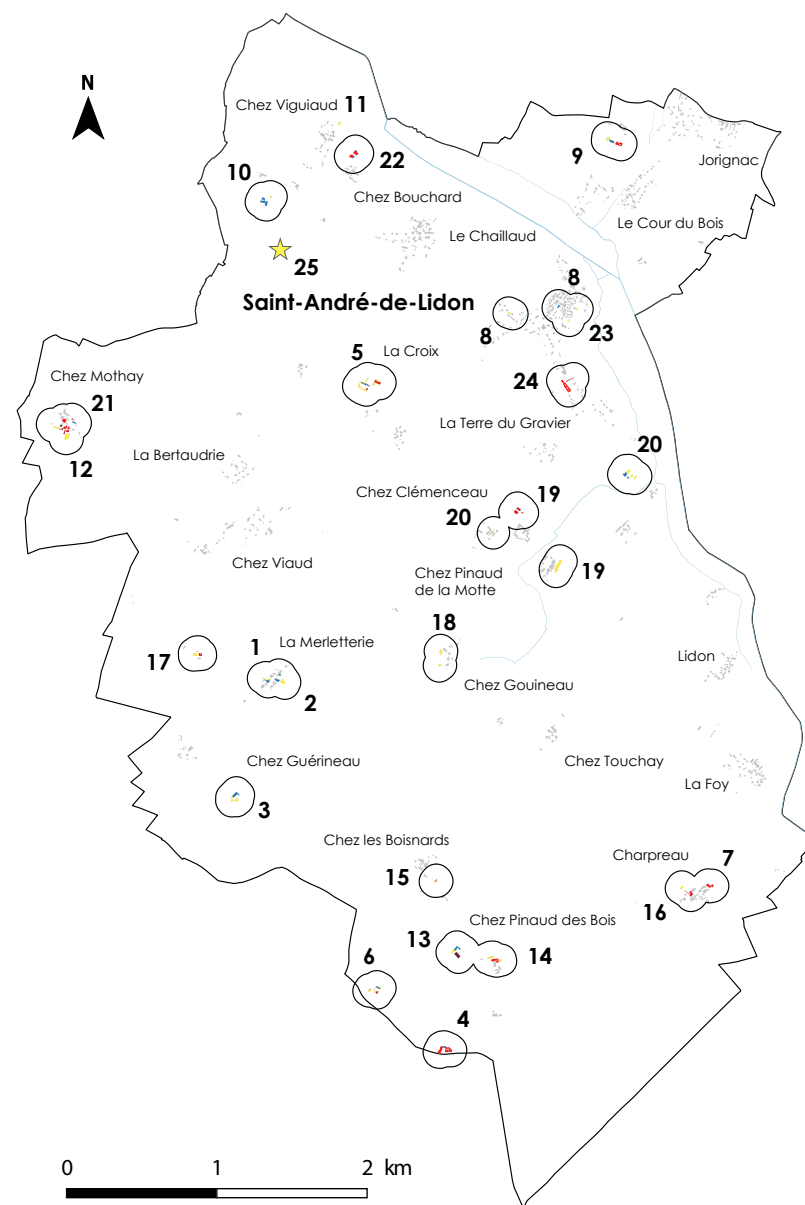 N
Chez Viguiaud
11
9
Jorignac
22
10
Chez Bouchard
Le Cour du Bois
Le Chaillaud
25
8
Saint-André-de-Lidon
8
23
5
La Croix
Chez Mothay
24
21
La Terre du Gravier
12
La Bertaudrie
20
Chez Clémenceau
19
20
Chez Viaud
Chez Pinaud
de la Motte
19
18
1
La Merletterie
17
Lidon
Chez Gouineau
2
Chez Guérineau
Chez Touchay
La Foy
3
Chez les Boisnards
Charpreau
7
15
16
Chez Pinaud des Bois
13
14
6
4
0
1
2 km